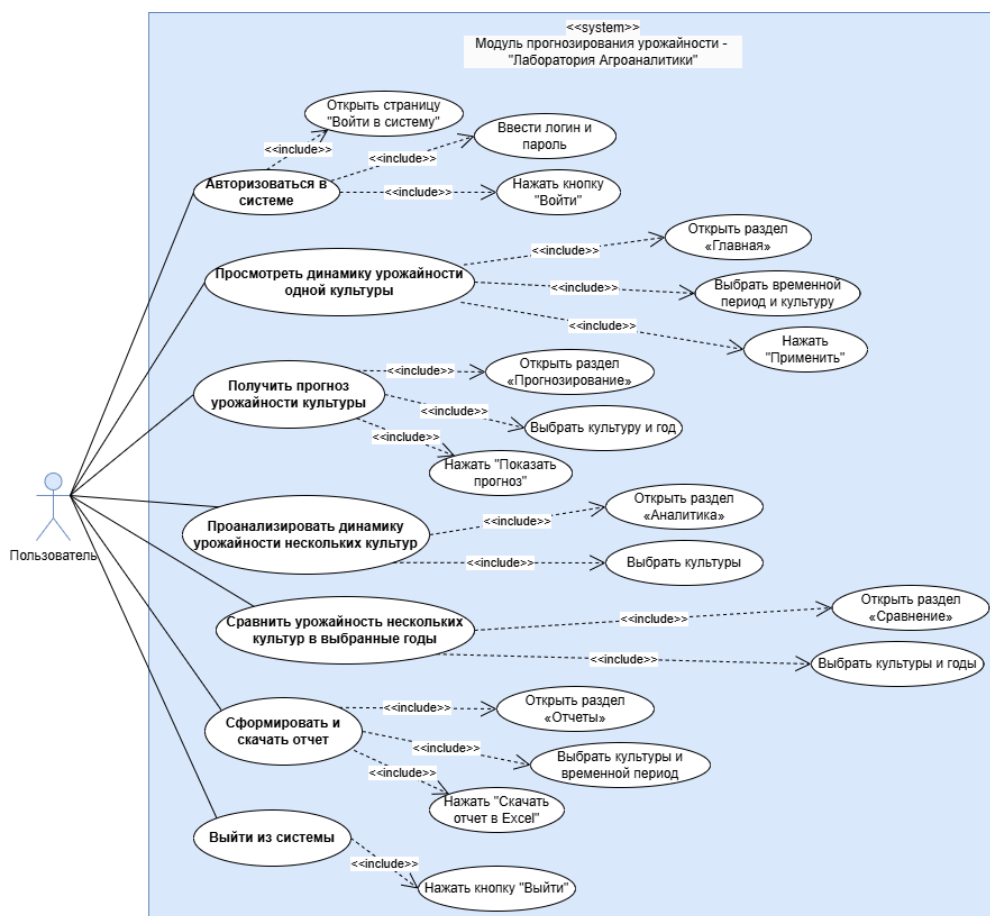 <<system>>
Модуль прогнозирования урожайности -
"Лаборатория Агроаналитики"
Открыть страницу
"Войти в систему"
<<include>>
Ввести логин и
пароль
<<include>>
Авторизоваться в
системе
<<include>>
Нажать кнопку
"Войти"
Открыть раздел
«Главная»
<<include>>
Просмотреть динамику урожайности
одной культуры
<<include>>
Выбрать временной
период и культуру
<<include>>
Нажать
"Применить"
<<include>>
Открыть раздел
«Прогнозирование»
Получить прогноз
урожайности культуры
<<include>>
Выбрать культуру и год
<<include>>
Нажать "Показать
прогноз"
Пользователь
Открыть раздел
«Аналитика»
<<include>>
Проанализировать динамику
урожайности нескольких культур
<<include>>
Выбрать культуры
Открыть раздел
«Сравнение»
<<include>>
Сравнить урожайность нескольких
культур в выбранные годы
<<include>>
Выбрать культуры и годы
<<include>>
Открыть раздел
«Отчеты»
Сформировать и
скачать отчет
<<include>>
Выбрать культуры и
временной период
<<include>>
Нажать "Скачать
отчет в Excel"
Выйти из системы
<<include>>
Нажать кнопку "Выйти"